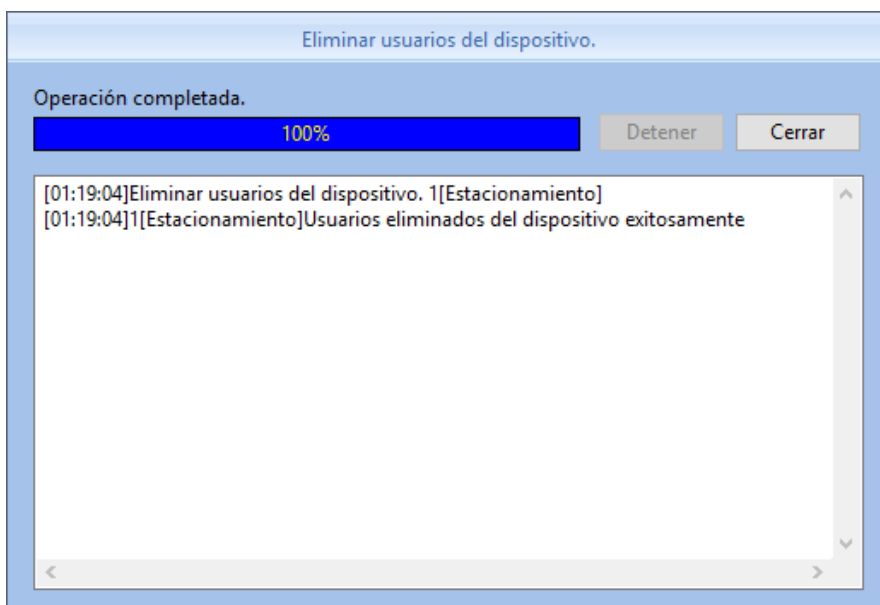 Eliminar usuarios del dispositivo.
Operación completada.
100%
Detener
Cerrar
[01:19:04]Eliminar usuarios del dispositivo. 1[Estacionamiento]
[01:19:04]1[Estacionamiento]Usuarios eliminados del dispositivo exitosamente